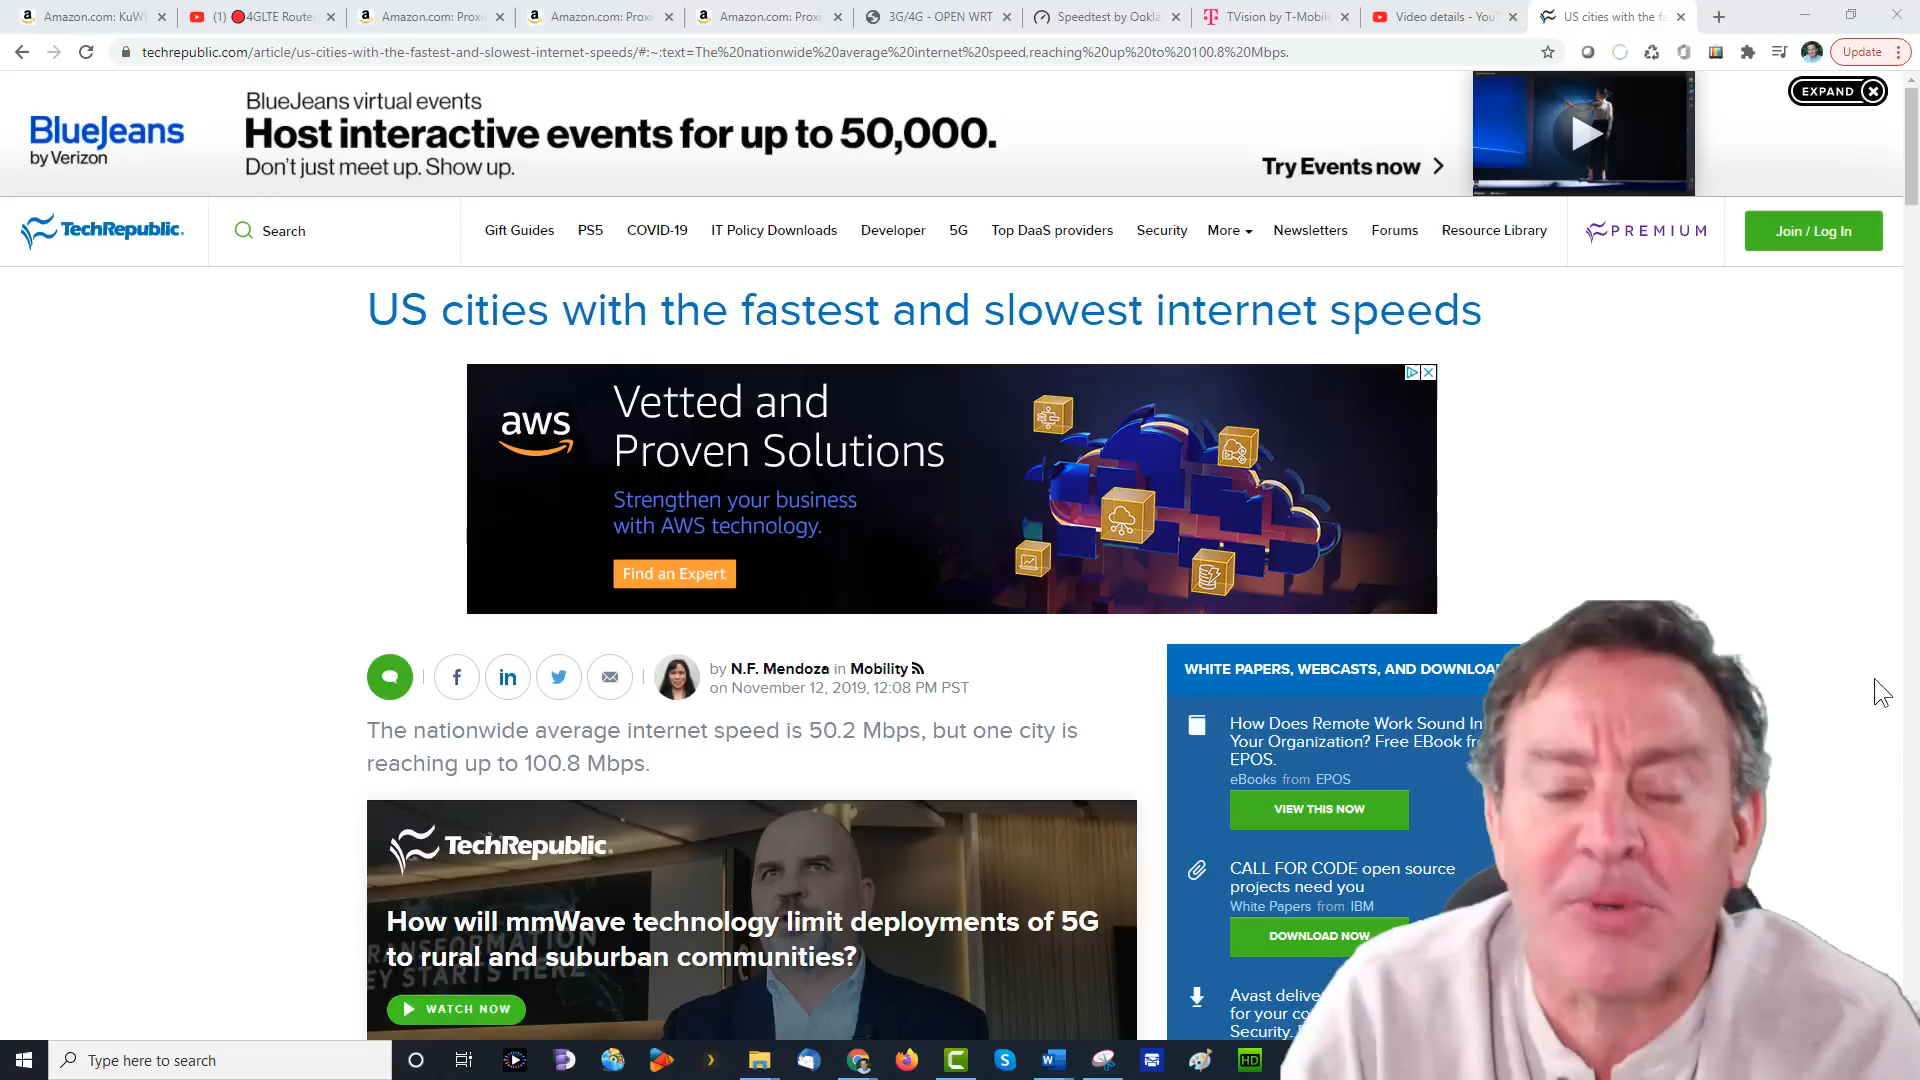 Amazon.com: KuW
(1) 4GLTE Route
Amazon.com: Proxi
Amazon.com: Proxi
Amazon.com: Proxi
3G/4G - OPEN WRT
Speedtest by Ookla
TVision by T-Mobil
Video details - You
US cities with the fa
techrepublic.com/article/us-cities-with-the-fastest-and-slowest-internet-speeds/#:~:text=The%20nationwide%20average%20internet%20speed,reaching%20up%20to%20100.8%20Mbps.
Update
BlueJeans
by Verizon
BlueJeans virtual events
Host interactive events for up to 50,000.
Don't just meet up. Show up.
Try Events now
EXPAND
TechRepublic.
Search
Gift Guides
PS5
COVID-19
IT Policy Downloads
Developer
5G
Top DaaS providers
Security
More
Newsletters
Forums
Resource Library
PREMIUM
Join / Log In
US cities with the fastest and slowest internet speeds
aws
Vetted and
Proven Solutions
Strengthen your business
with AWS technology.
Find an Expert
by N.F. Mendoza in Mobility
on November 12, 2019, 12:08 PM PST
The nationwide average internet speed is 50.2 Mbps, but one city is
reaching up to 100.8 Mbps.
TechRepublic.
How will mmWave technology limit deployments of 5G
to rural and suburban communities?
WATCH NOW
WHITE PAPERS, WEBCASTS, AND DOWNLOA
How Does Remote Work Sound In
Your Organization? Free EBook fr
EPOS.
eBooks from EPOS
VIEW THIS NOW
CALL FOR CODE open source
projects need you
White Papers from IBM
DOWNLOAD NOW
Avast delive
for your co
Security.
Type here to search
HD